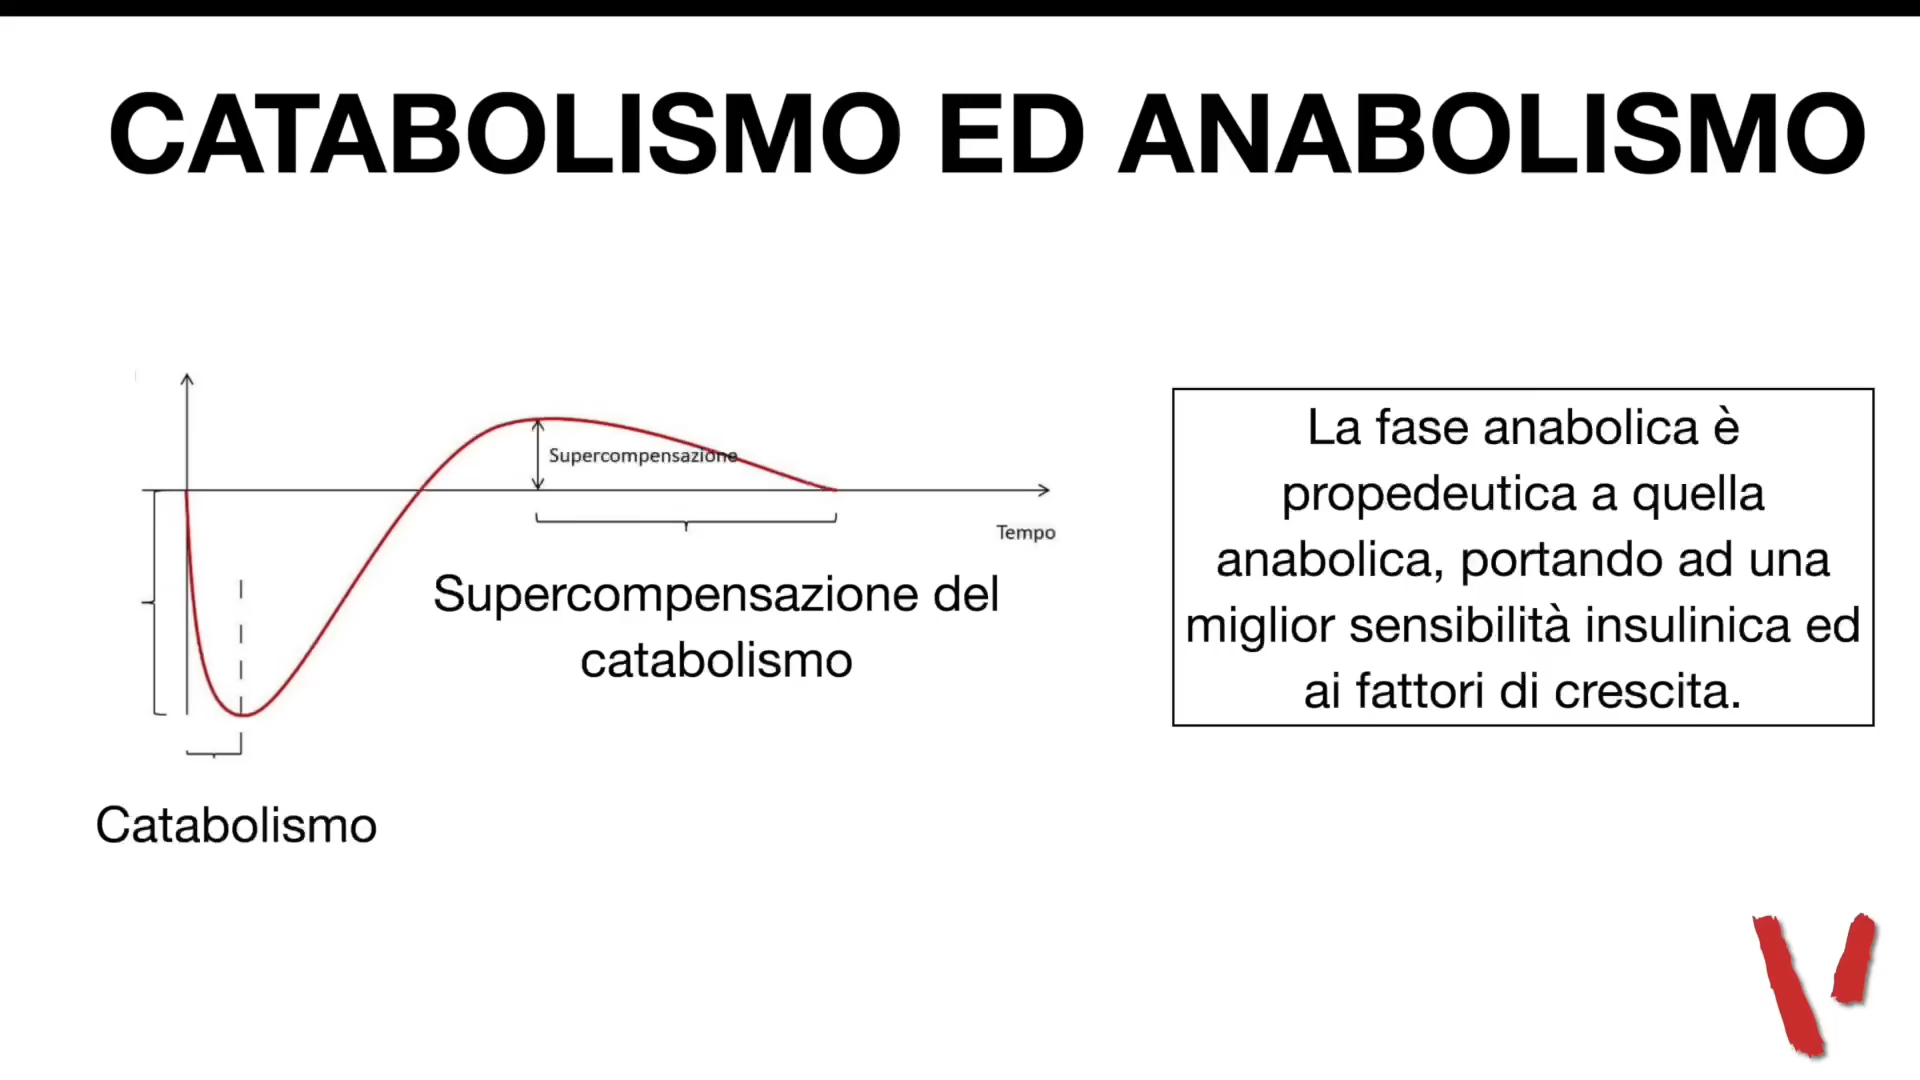 CATABOLISMO ED ANABOLISMO
Supercompensazione
Tempo
Supercompensazione del
catabolismo
Catabolismo
La fase anabolica è
propedeutica a quella
anabolica, portando ad una
miglior sensibilità insulinica ed
ai fattori di crescita.